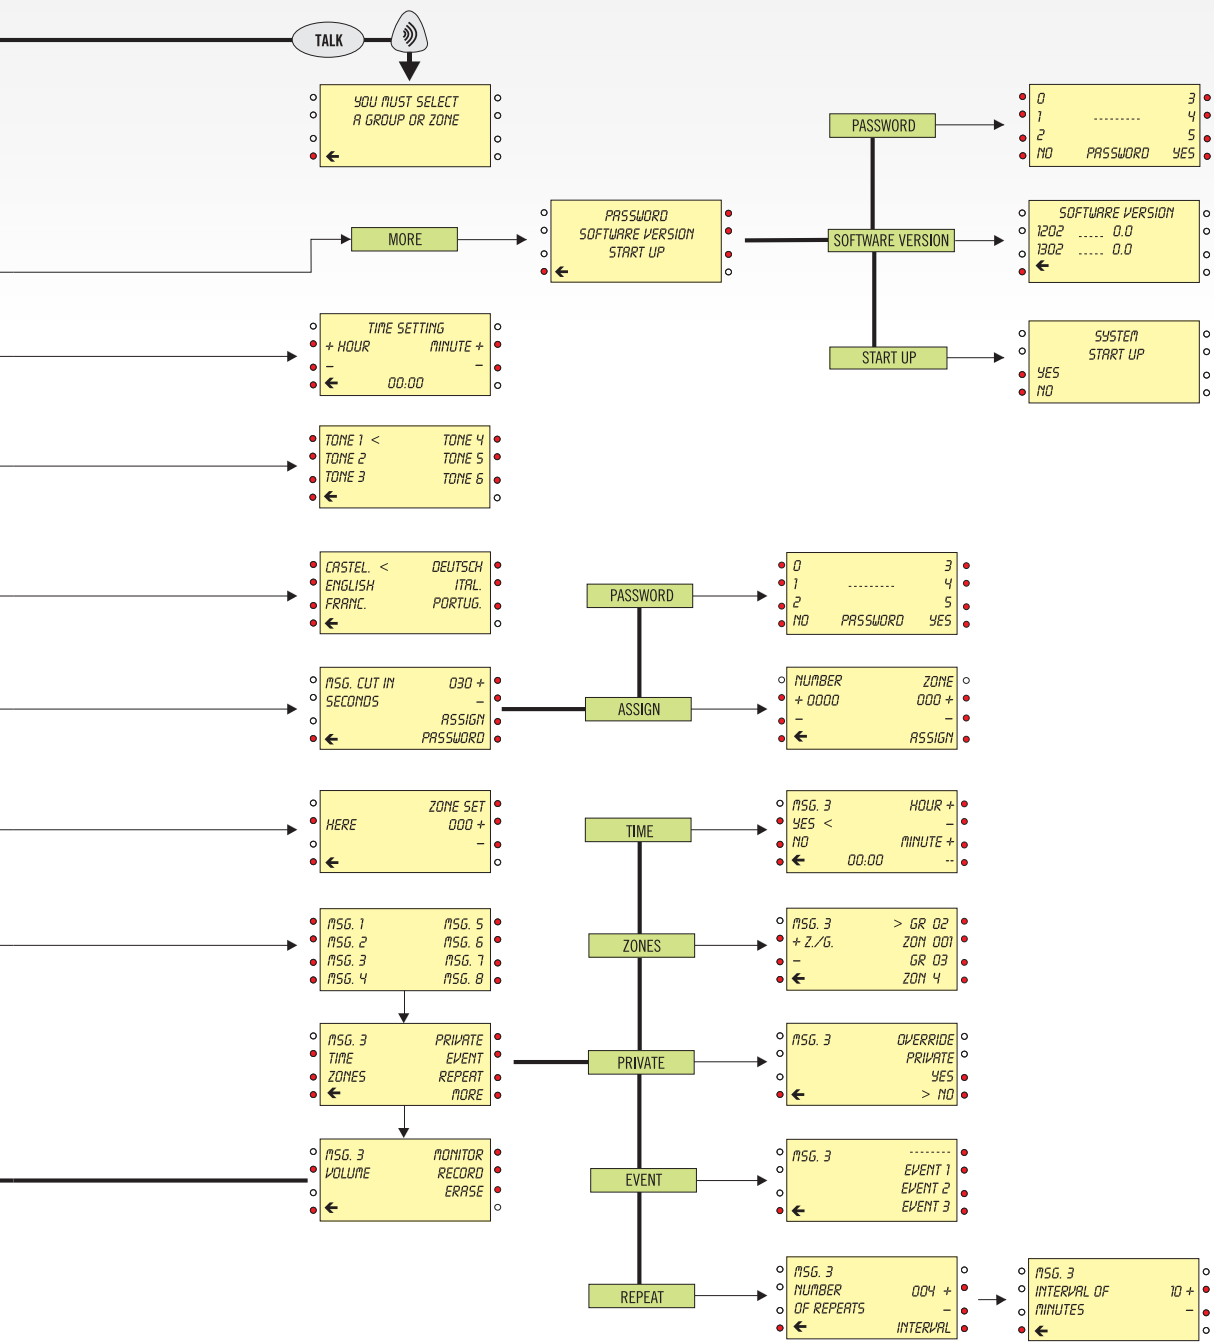 TALK
YOU MUST SELECT
A GROUP OR ZONE
PASSWORD
0 3
1 --------- 4
2 5
NO PASSWORD YES
MORE
PASSWORD
SOFTWARE VERSION
START UP
SOFTWARE VERSION
SOFTWARE VERSION
1202 ..... 0.0
1302 ..... 0.0
TIME SETTING
+ HOUR MINUTE +
– –
00:00
START UP
SYSTEM
START UP
YES
NO
TONE 1 < TONE 4
TONE 2 TONE 5
TONE 3 TONE 6
CASTEL. < DEUTSCH
ENGLISH ITAL.
FRANC. PORTUG.
PASSWORD
0 3
1 --------- 4
2 5
NO PASSWORD YES
MSG. CUT IN 030 +
SECONDS –
ASSIGN
PASSWORD
ASSIGN
NUMBER ZONE
+ 0000 000 +
– –
ASSIGN
ZONE SET
HERE 000 +
–
TIME
MSG. 3 HOUR +
YES < –
NO MINUTE +
00:00 --
MSG. 1 MSG. 5
MSG. 2 MSG. 6
MSG. 3 MSG. 7
MSG. 4 MSG. 8
ZONES
MSG. 3 > GR 02
+ Z./G. ZON 001
– GR 03
ZON 4
MSG. 3 PRIVATE
TIME EVENT
ZONES REPEAT
MORE
PRIVATE
MSG. 3 OVERRIDE
PRIVATE
YES
> NO
MSG. 3 MONITOR
VOLUME RECORD
ERASE
EVENT
MSG. 3 --------
EVENT 1
EVENT 2
EVENT 3
REPEAT
MSG. 3
NUMBER 004 +
OF REPEATS –
INTERVAL
MSG. 3
INTERVAL OF 10 +
MINUTES –